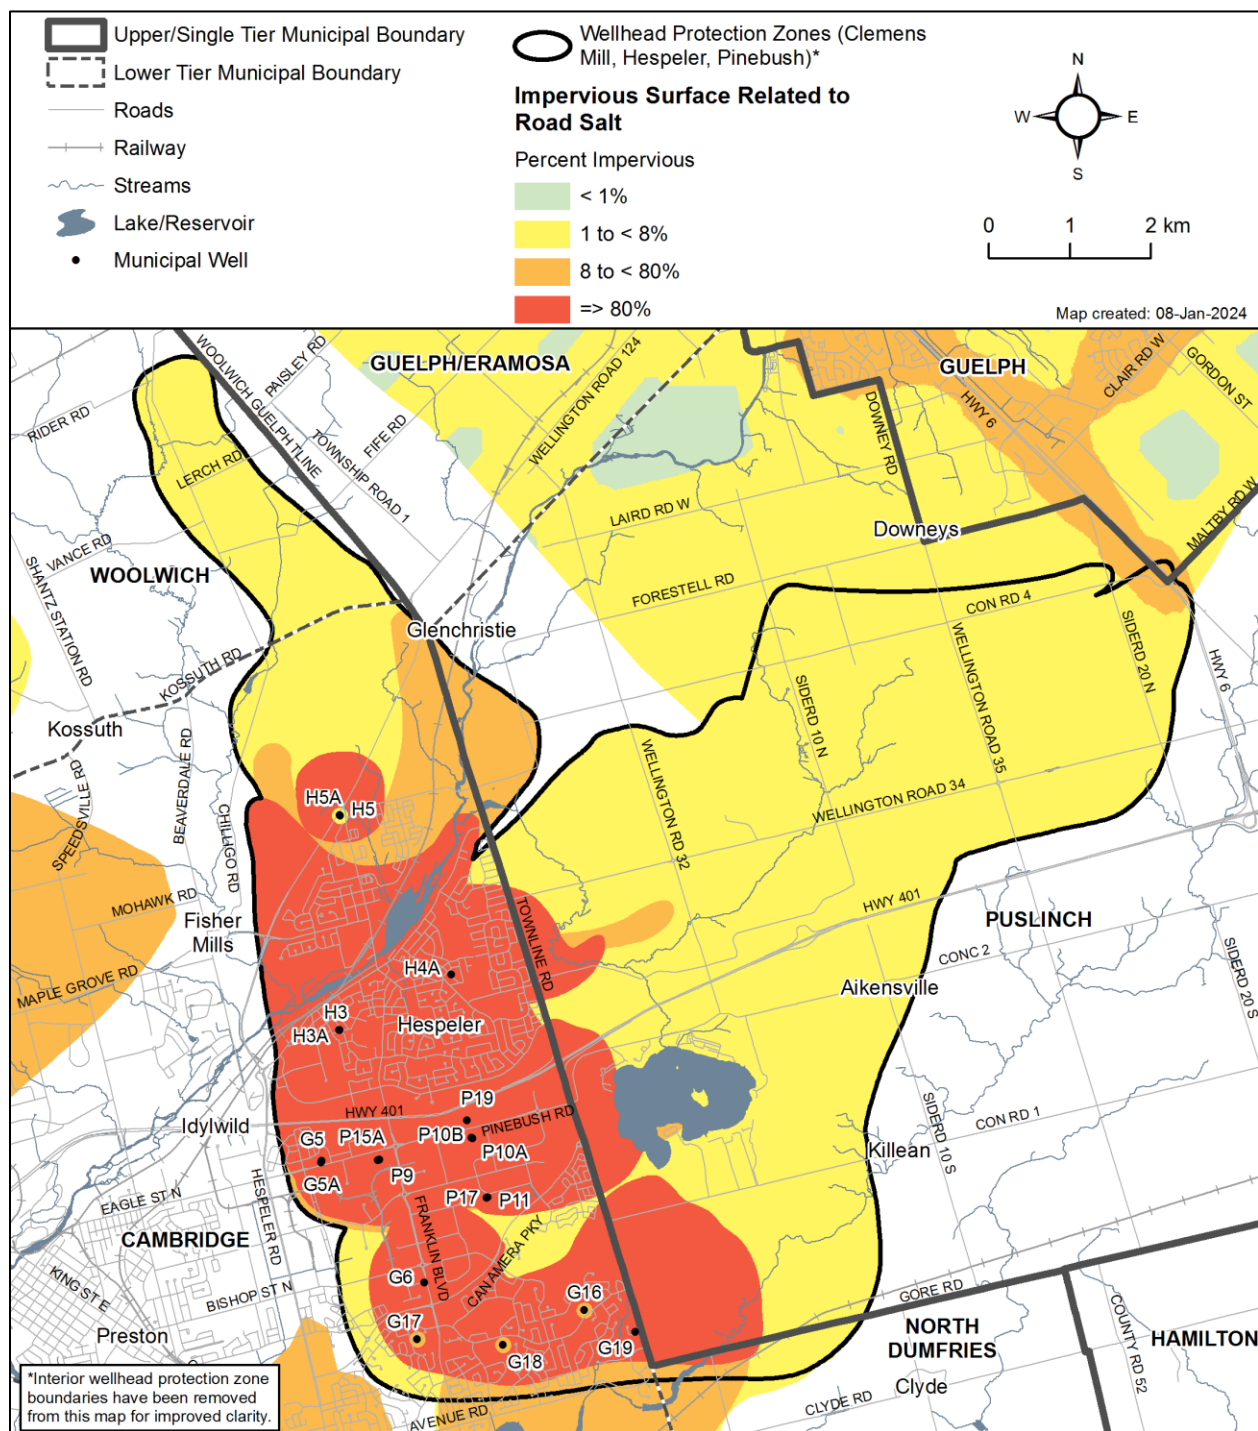 Upper/Single Tier Municipal Boundary
Lower Tier Municipal Boundary
Roads
Railway
Streams
Lake/Reservoir
Municipal Well
Wellhead Protection Zones (Clemens
Mill, Hespeler, Pinebush)*
Impervious Surface Related to
Road Salt
Percent Impervious
< 1%
1 to < 8%
8 to < 80%
=> 80%
N
W
E
S
0 1 2 km
Map created: 08-Jan-2024
WOOLWICH GUELPH TLINE
PAISLEY RD
GUELPH/ERAMOSA
WELLINGTON ROAD 124
GUELPH
CLAIR RD W
GORDON ST
HWY 6
DOWNEY RD
RIDER RD
FIFE RD
TOWNSHIP ROAD 1
LERCH RD
MALTBY RD W
LAIRD RD W
Downeys
VANCE RD
WOOLWICH
SHANTZ STATION RD
FORESTELL RD
CON RD 4
Glenchristie
SIDERD 20 N
WELLINGTON ROAD 35
HWY 6
KOSSUTH RD
Kossuth
SIDERD 10 N
WELLINGTON RD 32
BEAVERDALE RD
SPEEDSVILLE RD
CHILLIGO RD
H5A
H5
WELLINGTON ROAD 34
HWY 401
MOHAWK RD
Fisher
Mills
TOWNLINE RD
PUSLINCH
CONC 2
SIDERD 20 S
MAPLE GROVE RD
H4A
Aikensville
H3
H3A
Hespeler
HWY 401
P19
PINEBUSH RD
Idylwild
G5
P15A
P10B
P10A
SIDERD 10 S
CON RD 1
Killean
G5A
P9
EAGLE ST N
HESPELER RD
P17
P11
FRANKLIN BLVD
CAN AMERA PKY
CAMBRIDGE
KING ST E
BISHOP ST N
G6
G16
GORE RD
COUNTY RD 52
Preston
G17
G18
G19
NORTH
DUMFRIES
HAMILTON
Clyde
CLYDE RD
AVENUE RD
*Interior wellhead protection zone
boundaries have been removed
from this map for improved clarity.